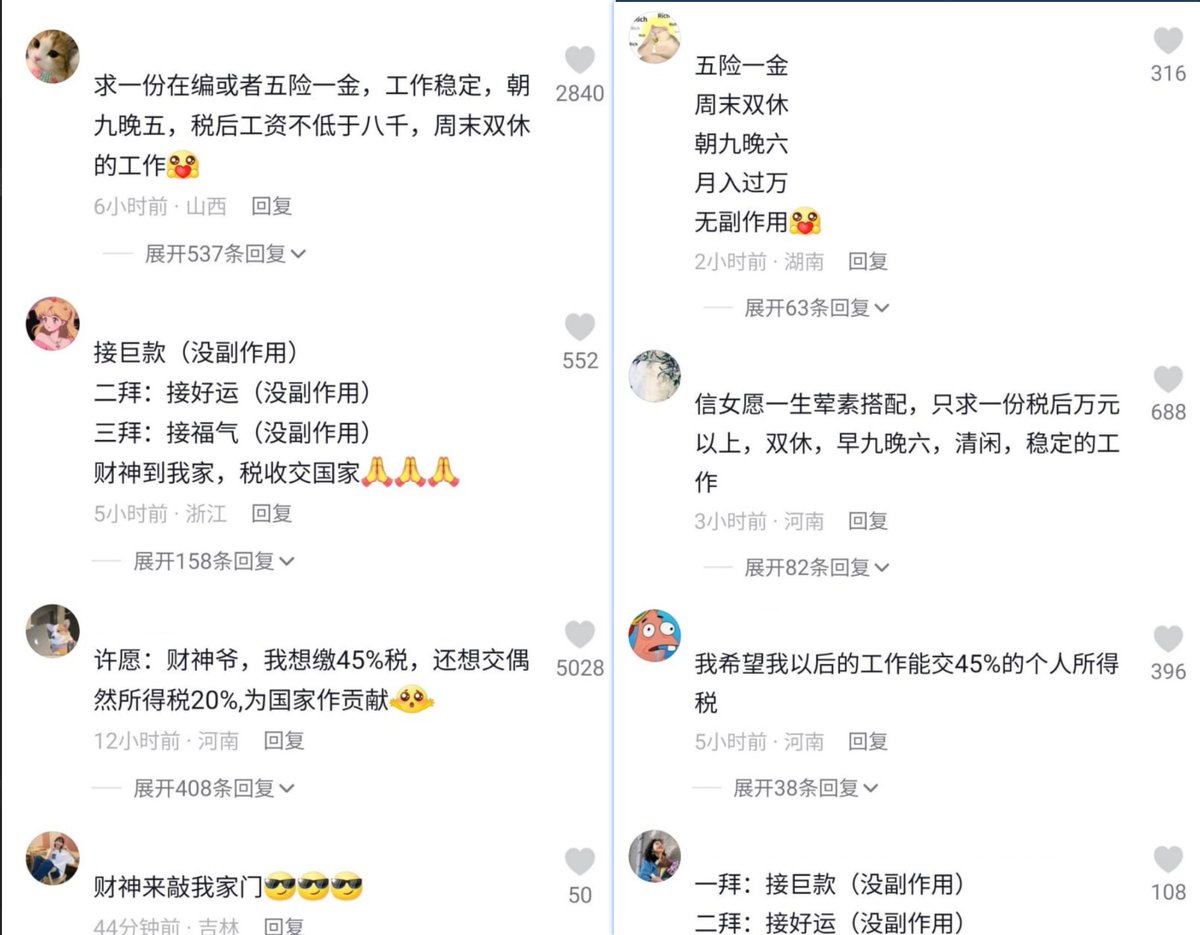 求一份在编或者五险一金，工作稳定，朝
九晚五，税后工资不低于八千，周末双休
的工作
2840
6小时前 · 山西 回复
展开537条回复
接巨款（没副作用）
二拜：接好运（没副作用）
三拜：接福气（没副作用）
财神到我家，税收交国家🙏🙏🙏
552
5小时前 · 浙江 回复
展开158条回复
许愿：财神爷，我想缴45%税，还想交偶
然所得税20%,为国家作贡献
5028
12小时前 · 河南 回复
展开408条回复
财神来敲我家门😎😎😎
50
44分钟前 · 吉林 回复
Rich
五险一金
周末双休
朝九晚六
月入过万
无副作用
316
2小时前 · 湖南 回复
展开63条回复
信女愿一生荤素搭配，只求一份税后万元
以上，双休，早九晚六，清闲，稳定的工
作
688
3小时前 · 河南 回复
展开82条回复
我希望我以后的工作能交45%的个人所得
税
396
5小时前 · 河南 回复
展开38条回复
一拜：接巨款（没副作用）
二拜：接好运（没副作用）
108